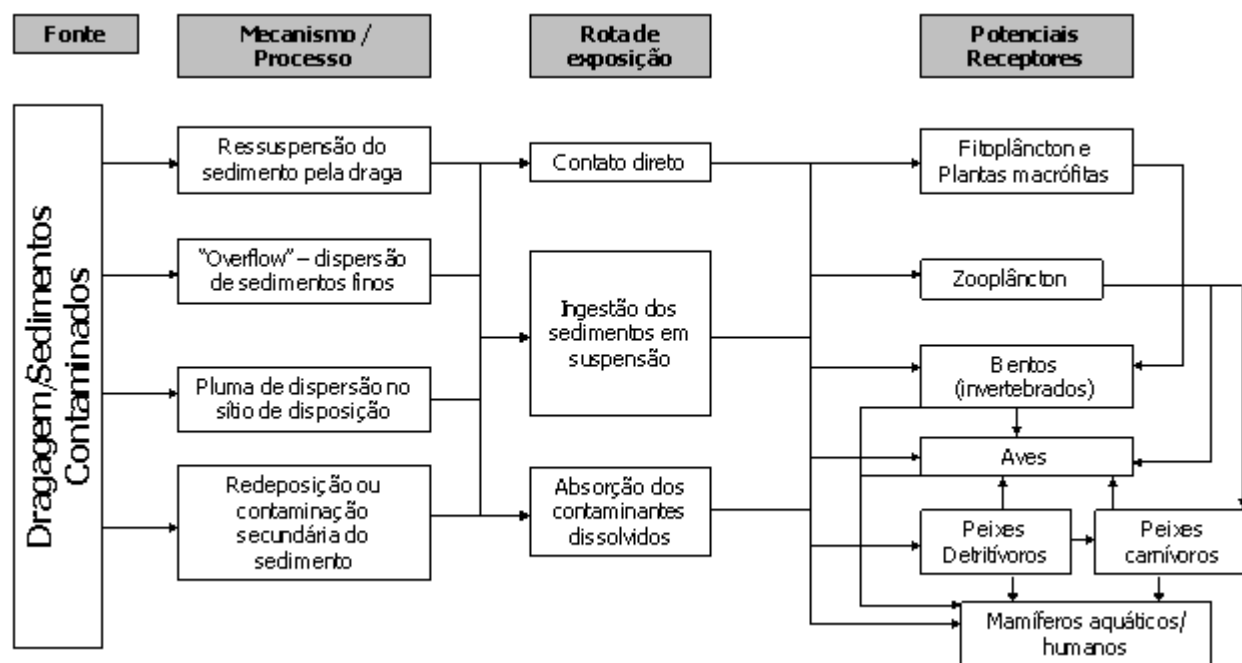 Fonte
Mecanismo /
Processo
Rota de
exposição
Potenciais
Receptores
Dragagem/Sedimentos
Contaminados
Ressuspensão do
sedimento pela draga
"Overflow" – dispersão
de sedimentos finos
Pluma de dispersão no
sítio de disposição
Redeposição ou
contaminação
secundária do
sedimento
Contato direto
Ingestão dos
sedimentos em
suspensão
Absorção dos
contaminantes
dissolvidos
Fitoplâncton e
Plantas macrófitas
Zooplâncton
Bentos
(invertebrados)
Aves
Peixes
Detritívoros
Peixes
carnívoros
Mamíferos aquáticos/
humanos